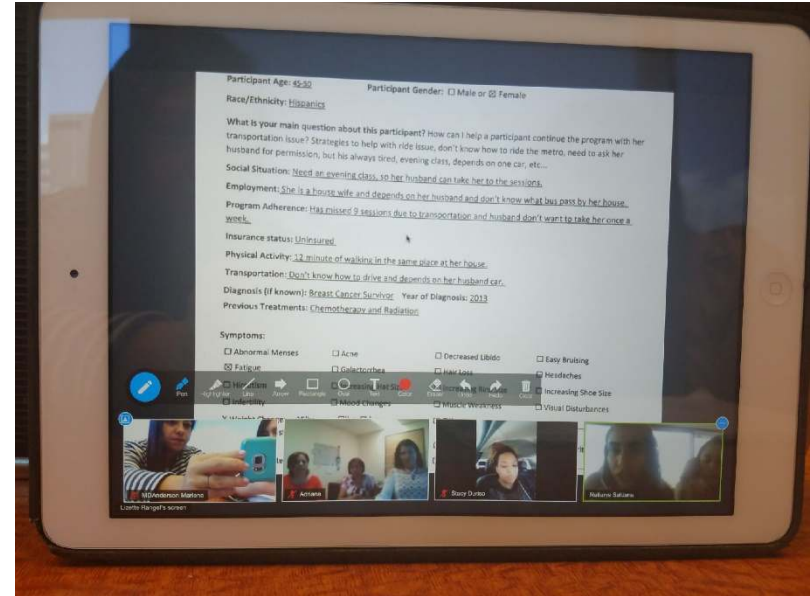 Participant Age: 45-50 Participant Gender: ☐ Male or ☒ Female
Race/Ethnicity: Hispanics
What is your main question about this participant? How can I help a participant continue the program with her
transportation issue? Strategies to help with ride issue, don't know how to ride the metro, need to ask her
husband for permission, but his always tired, evening class, depends on one car, etc...
Social Situation: Need an evening class, so her husband can take her to the sessions.
Employment: She is a house wife and depends on her husband and don't know what bus pass by her house.
Program Adherence: Has missed 9 sessions due to transportation and husband don't want to take her once a
week.
Insurance status: Uninsured
Physical Activity: 12 minute of walking in the same place at her house.
Transportation: Don't know how to drive and depends on her husband car.
Diagnosis (if known): Breast Cancer Survivor Year of Diagnosis: 2013
Previous Treatments: Chemotherapy and Radiation
Symptoms:
☐ Abnormal Menses ☐ Acne ☐ Decreased Libido ☐ Easy Bruising
☒ Fatigue ☐ Galactorrhea ☐ Hair Loss ☐ Headaches
☐ Hirsutism ☐ Increasing Hat Size ☐ Increasing Ring Size ☐ Increasing Shoe Size
Pen Highlighter Line Arrow Rectangle Oval Text Color Eraser Undo Redo Clear
☐ Infertility ☐ Mood Changes ☐ Muscle Weakness ☐ Visual Disturbances
MDAnderson Marlene
Adriana
Stacy
Lizette Rangel's screen